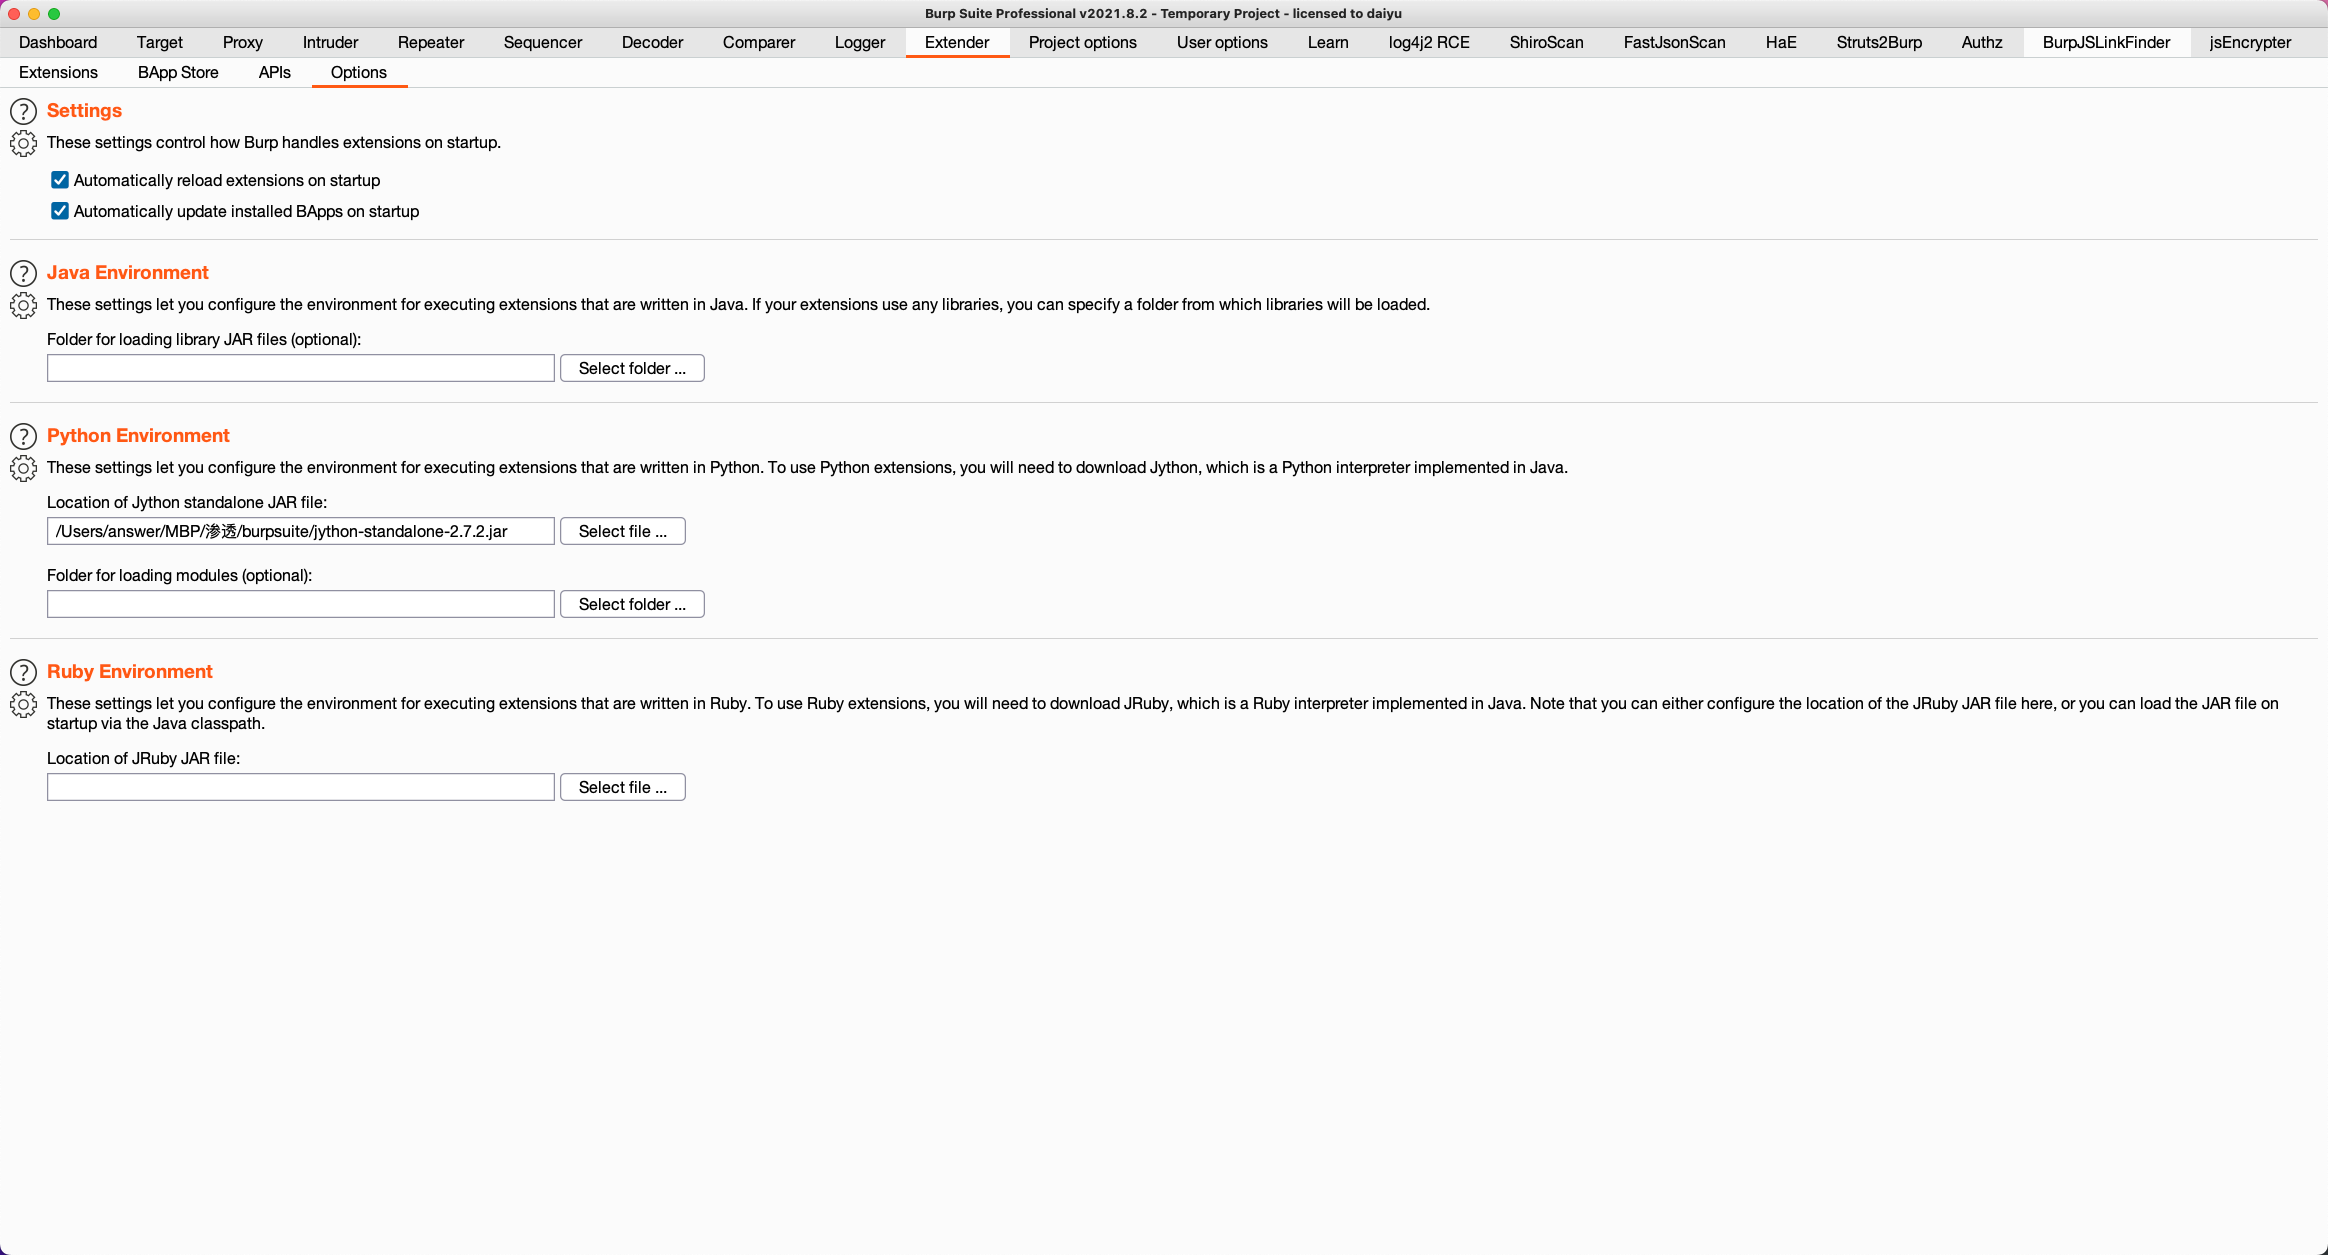 Burp Suite Professional v2021.8.2 - Temporary Project - licensed to daiyu
Dashboard Target Proxy Intruder Repeater Sequencer Decoder Comparer Logger Extender Project options User options Learn log4j2 RCE ShiroScan FastJsonScan HaE Struts2Burp Authz BurpJSLinkFinder jsEncrypter
Extensions BApp Store APIs Options
? Settings
These settings control how Burp handles extensions on startup.
Automatically reload extensions on startup
Automatically update installed BApps on startup
? Java Environment
These settings let you configure the environment for executing extensions that are written in Java. If your extensions use any libraries, you can specify a folder from which libraries will be loaded.
Folder for loading library JAR files (optional):
Select folder ...
? Python Environment
These settings let you configure the environment for executing extensions that are written in Python. To use Python extensions, you will need to download Jython, which is a Python interpreter implemented in Java.
Location of Jython standalone JAR file:
/Users/answer/MBP/渗透/burpsuite/jython-standalone-2.7.2.jar Select file ...
Folder for loading modules (optional):
Select folder ...
? Ruby Environment
These settings let you configure the environment for executing extensions that are written in Ruby. To use Ruby extensions, you will need to download JRuby, which is a Ruby interpreter implemented in Java. Note that you can either configure the location of the JRuby JAR file here, or you can load the JAR file on
startup via the Java classpath.
Location of JRuby JAR file:
Select file ...